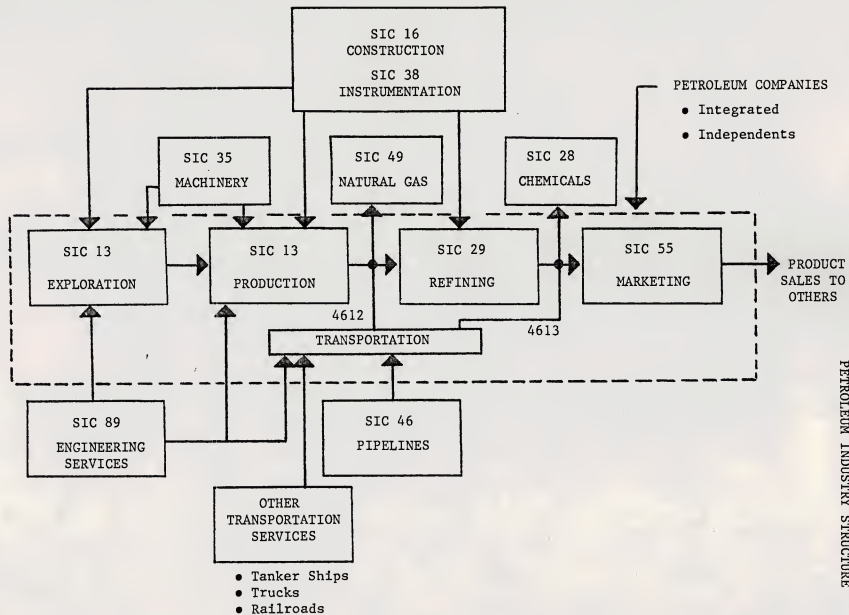 SIC 16
CONSTRUCTION
SIC 38
INSTRUMENTATION
PETROLEUM COMPANIES
• Integrated
• Independents
SIC 35
MACHINERY
SIC 49
NATURAL GAS
SIC 28
CHEMICALS
SIC 13
EXPLORATION
SIC 13
PRODUCTION
SIC 29
REFINING
SIC 55
MARKETING
PRODUCT
SALES TO
OTHERS
4612
4613
TRANSPORTATION
SIC 89
ENGINEERING
SERVICES
SIC 46
PIPELINES
OTHER
TRANSPORTATION
SERVICES
• Tanker Ships
• Trucks
• Railroads
PETROLEUM INDUSTRY STRUCTURE